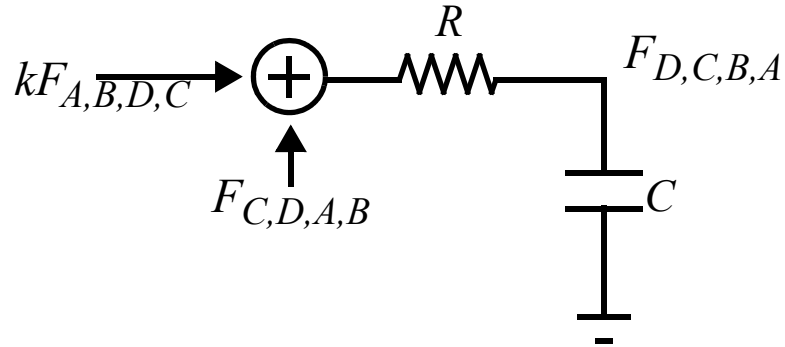 R
F_{D,C,B,A}
kF_{A,B,D,C}
+
C
F_{C,D,A,B}